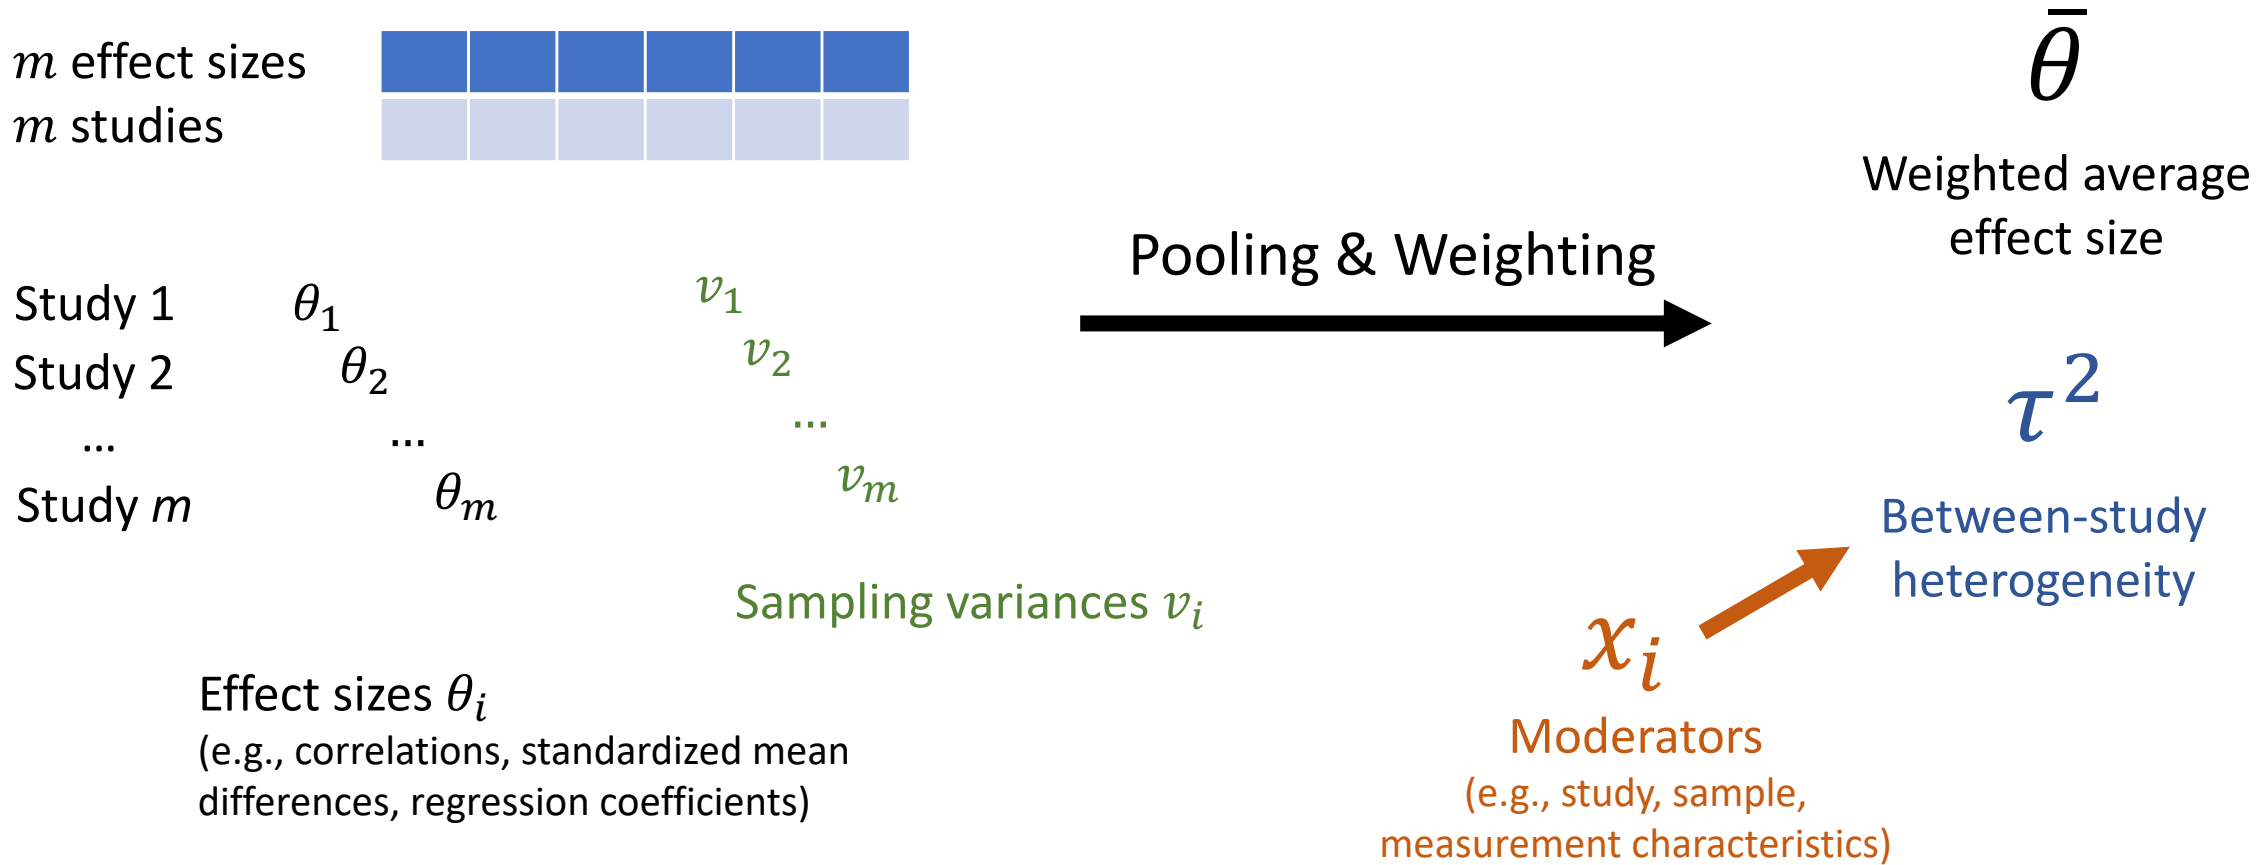 m effect sizes
m studies
Study 1 θ₁ v₁
Study 2 θ₂ v₂
... ... ...
Study m θₘ vₘ
Sampling variances vᵢ
Effect sizes θᵢ
(e.g., correlations, standardized mean
differences, regression coefficients)
Pooling & Weighting
θ̄
Weighted average
effect size
τ²
Between-study
heterogeneity
xᵢ
Moderators
(e.g., study, sample,
measurement characteristics)